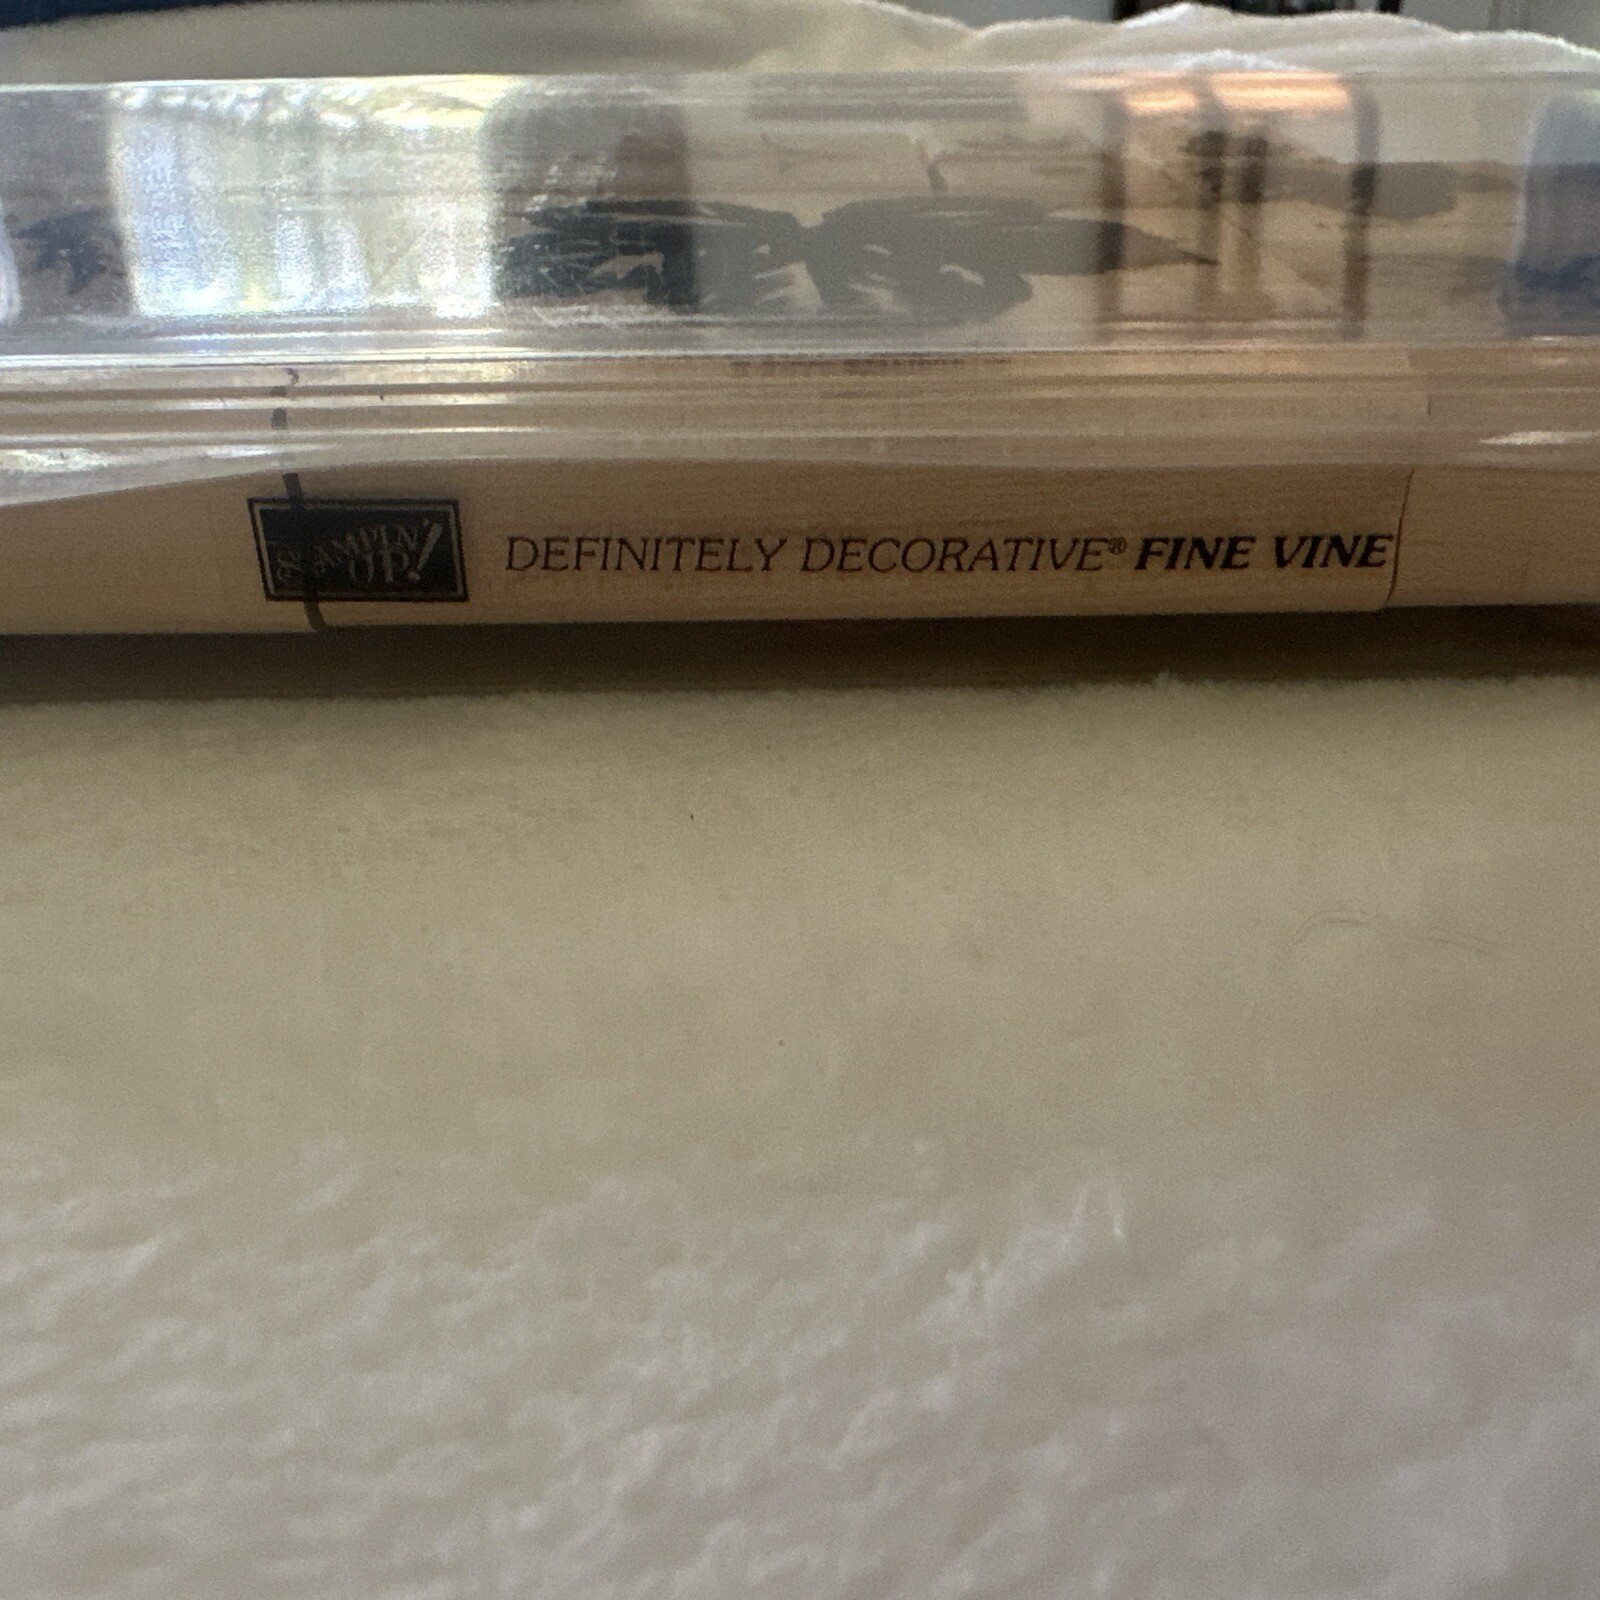 STAMPIN' UP!
DEFINITELY DECORATIVE® FINE VINE